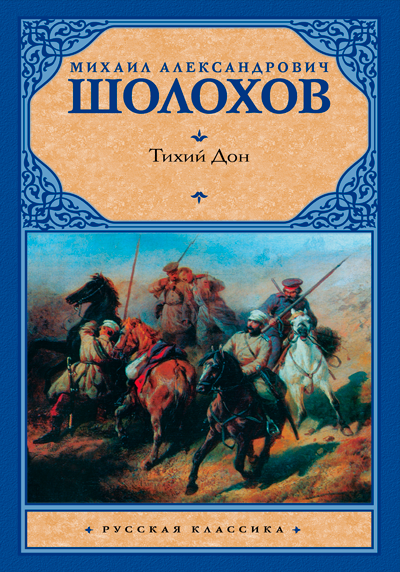 МИХАИЛ АЛЕКСАНДРОВИЧ
ШОЛОХОВ
Тихий Дон
РУССКАЯ КЛАССИКА